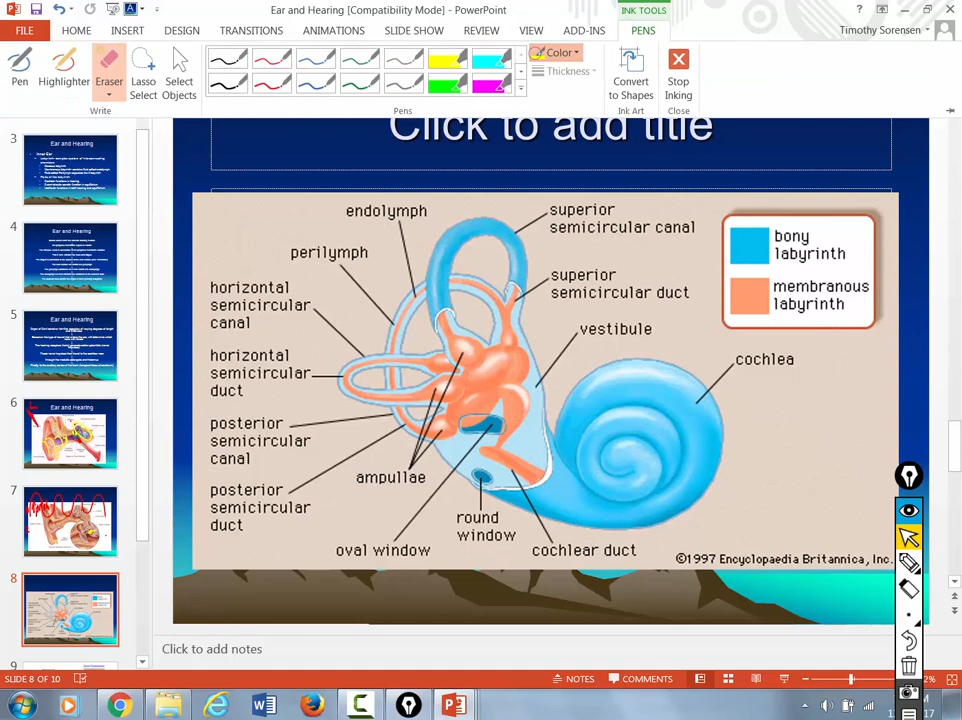 Ear and Hearing [Compatibility Mode] - PowerPoint
INK TOOLS
FILE
HOME
INSERT
DESIGN
TRANSITIONS
ANIMATIONS
SLIDE SHOW
REVIEW
VIEW
ADD-INS
PENS
Timothy Sorensen
Pen
Highlighter
Eraser
Lasso
Select
Select
Objects
Color
Thickness
Convert
to Shapes
Stop
Inking
Write
Pens
Ink Art
Close
3
Ear and Hearing
4
Ear and Hearing
5
Ear and Hearing
6
Ear and Hearing
7
8
9
Click to add title
endolymph
perilymph
horizontal
semicircular
canal
horizontal
semicircular
duct
posterior
semicircular
canal
posterior
semicircular
duct
ampullae
oval window
round
window
cochlear duct
superior
semicircular canal
superior
semicircular duct
vestibule
cochlea
bony
labyrinth
membranous
labyrinth
©1997 Encyclopaedia Britannica, Inc.
Click to add notes
SLIDE 8 OF 10
NOTES
COMMENTS